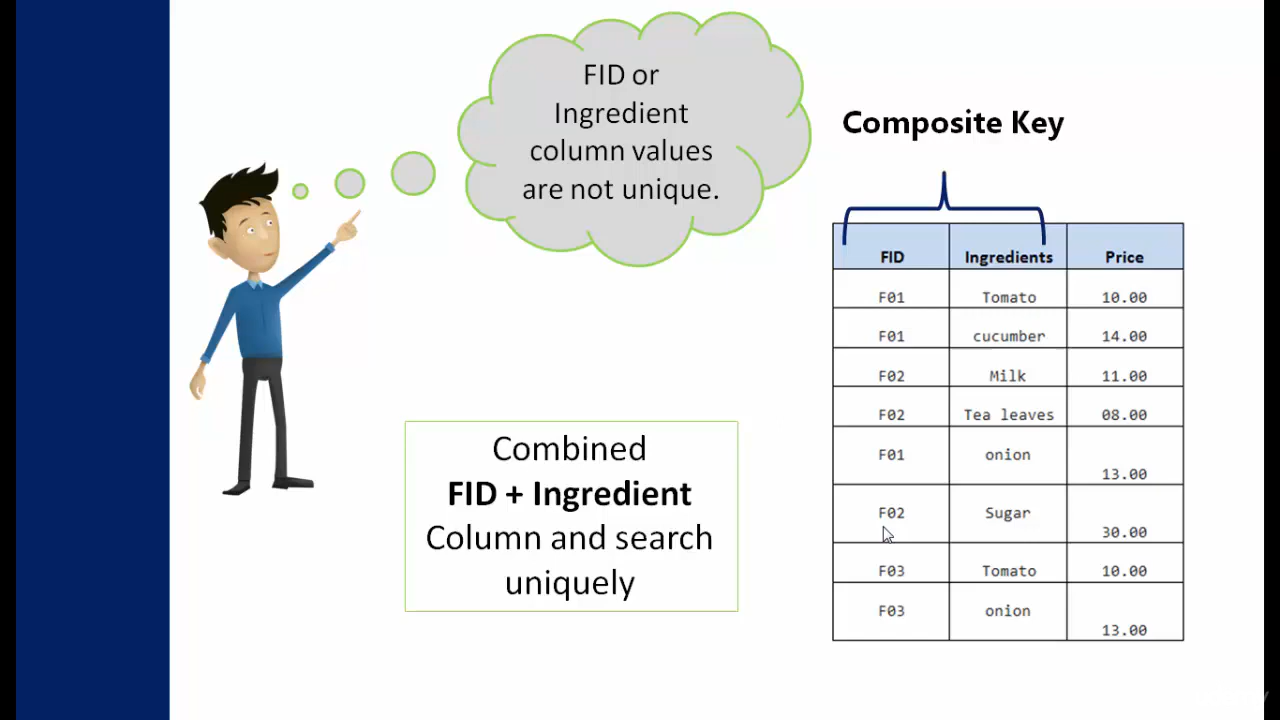 FID or
Ingredient
column values
are not unique.
Composite Key
FID Ingredients Price
F01 Tomato 10.00
F01 cucumber 14.00
F02 Milk 11.00
F02 Tea leaves 08.00
F01 onion 13.00
F02 Sugar 30.00
F03 Tomato 10.00
F03 onion 13.00
Combined
FID + Ingredient
Column and search
uniquely